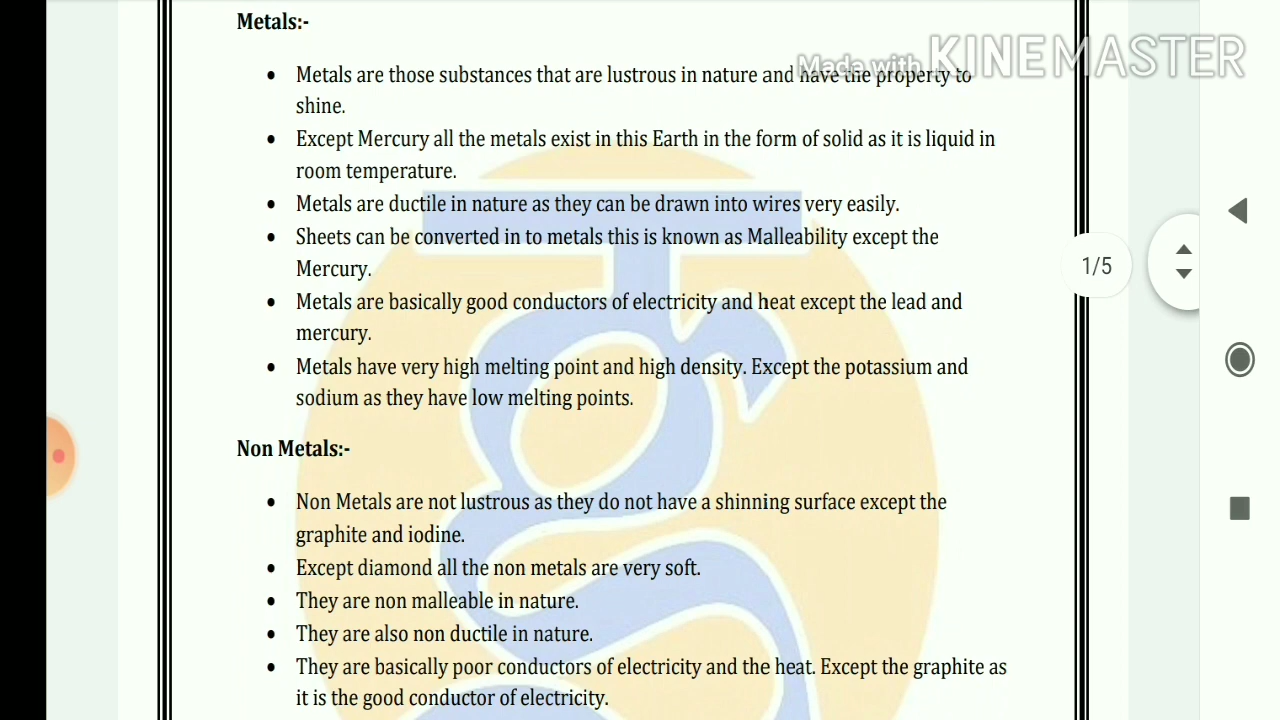 Metals:-
Made with KINEMASTER
• Metals are those substances that are lustrous in nature and have the property to
shine.
• Except Mercury all the metals exist in this Earth in the form of solid as it is liquid in
room temperature.
• Metals are ductile in nature as they can be drawn into wires very easily.
• Sheets can be converted in to metals this is known as Malleability except the
Mercury.
1/5
• Metals are basically good conductors of electricity and heat except the lead and
mercury.
• Metals have very high melting point and high density. Except the potassium and
sodium as they have low melting points.
Non Metals:-
• Non Metals are not lustrous as they do not have a shinning surface except the
graphite and iodine.
• Except diamond all the non metals are very soft.
• They are non malleable in nature.
• They are also non ductile in nature.
• They are basically poor conductors of electricity and the heat. Except the graphite as
it is the good conductor of electricity.